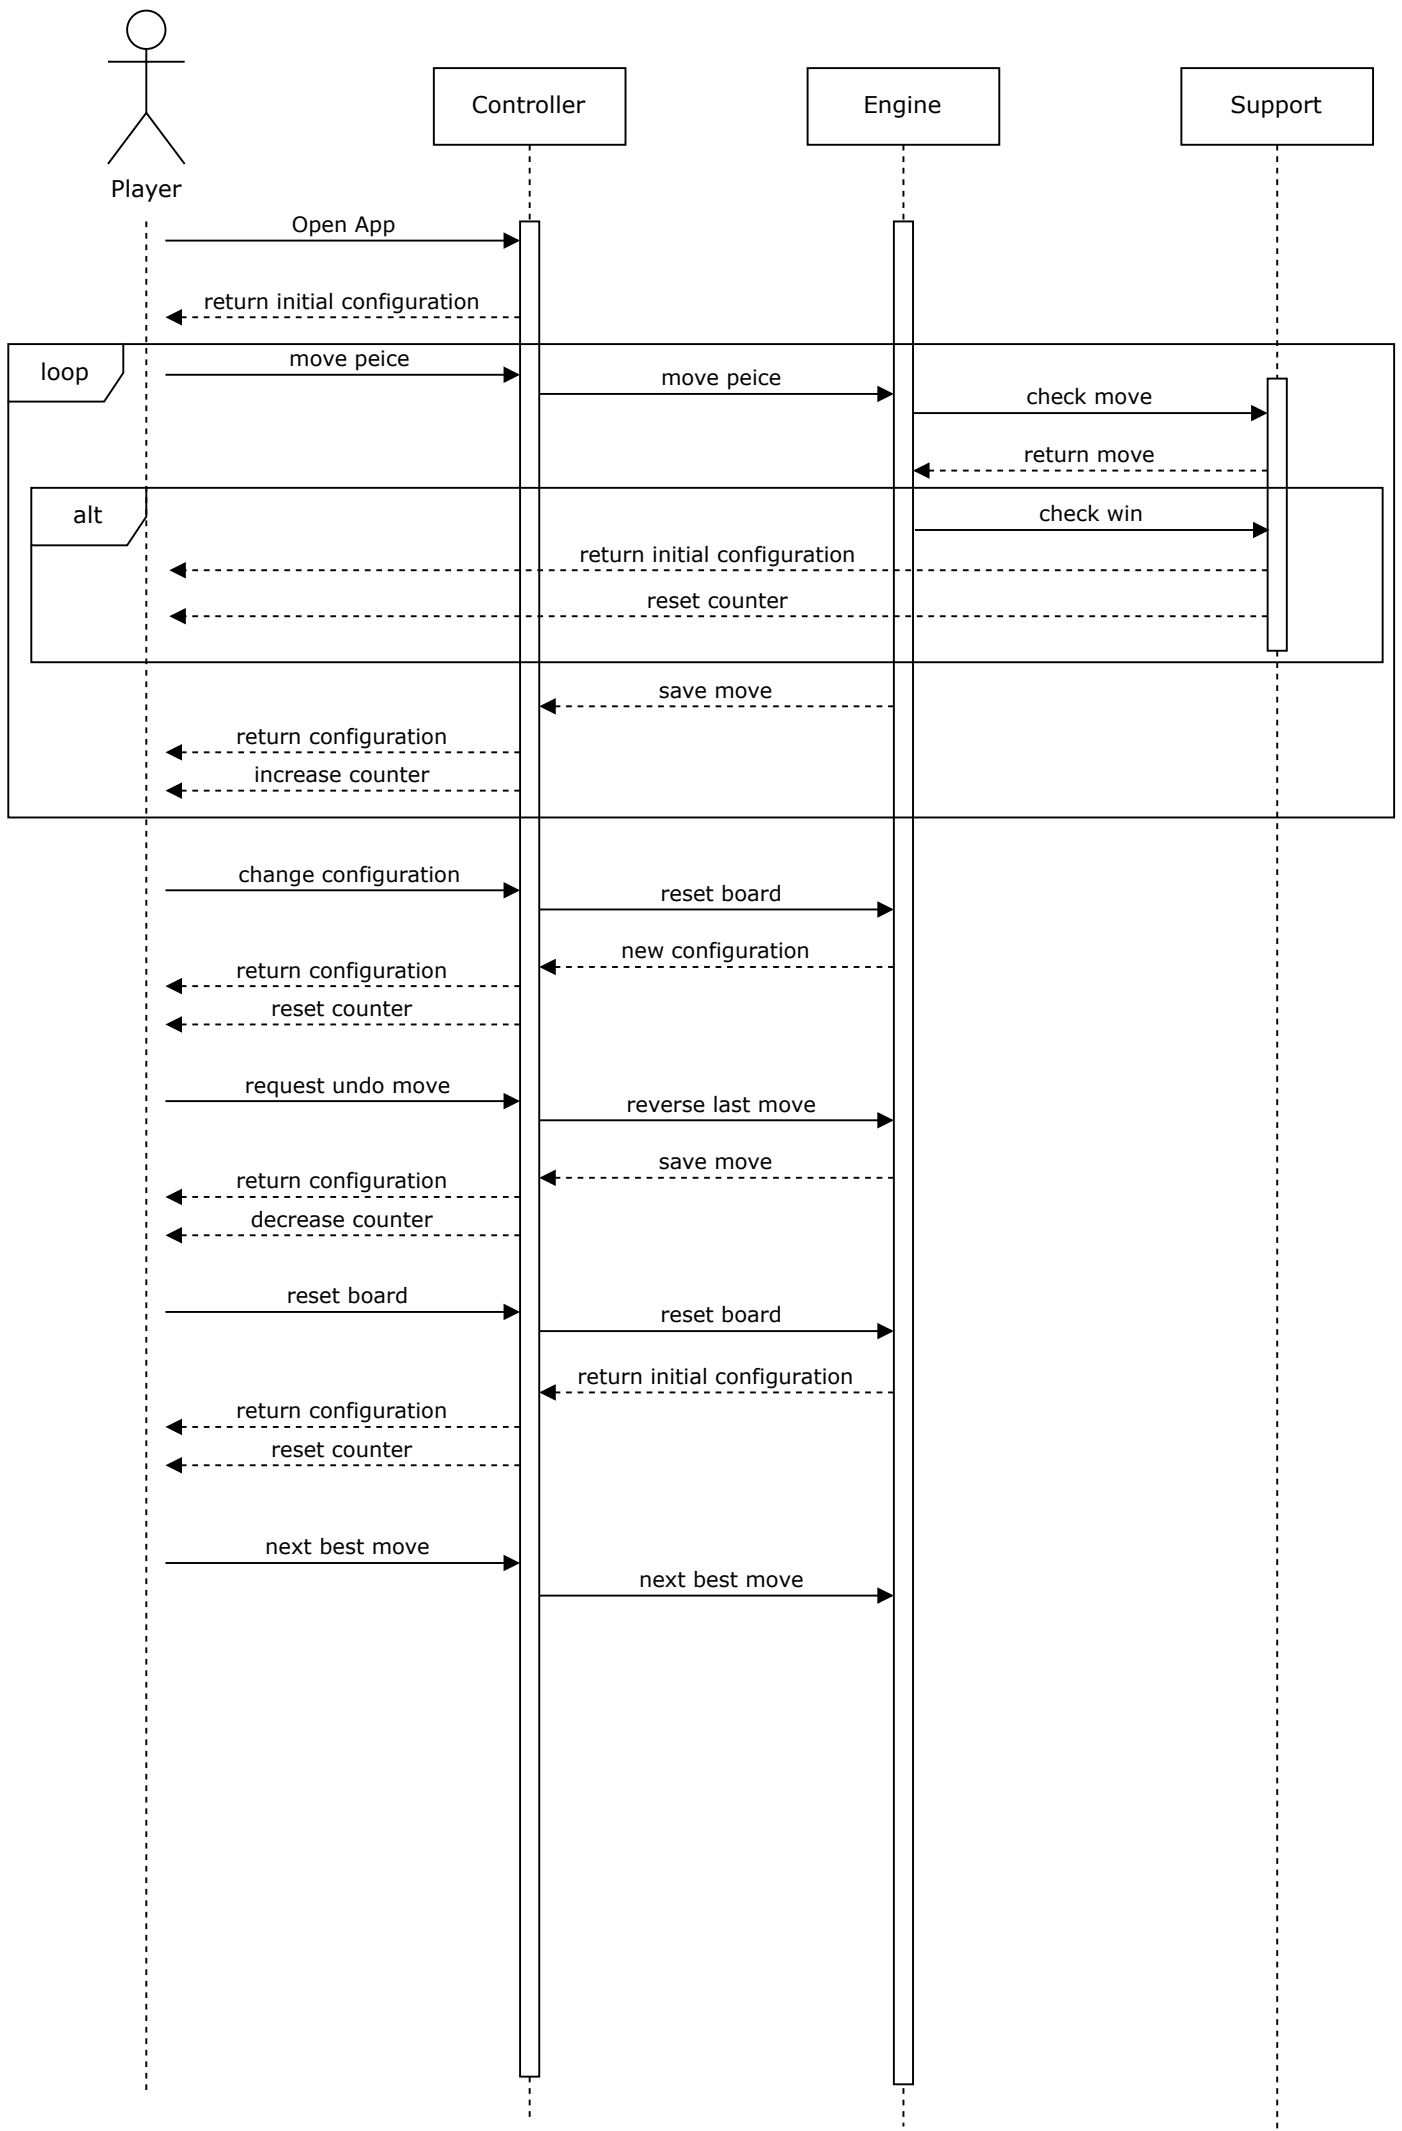 Controller
Engine
Support
Player
Open App
return initial configuration
loop
move peice
move peice
check move
return move
alt
check win
return initial configuration
reset counter
save move
return configuration
increase counter
change configuration
reset board
new configuration
return configuration
reset counter
request undo move
reverse last move
save move
return configuration
decrease counter
reset board
reset board
return initial configuration
return configuration
reset counter
next best move
next best move